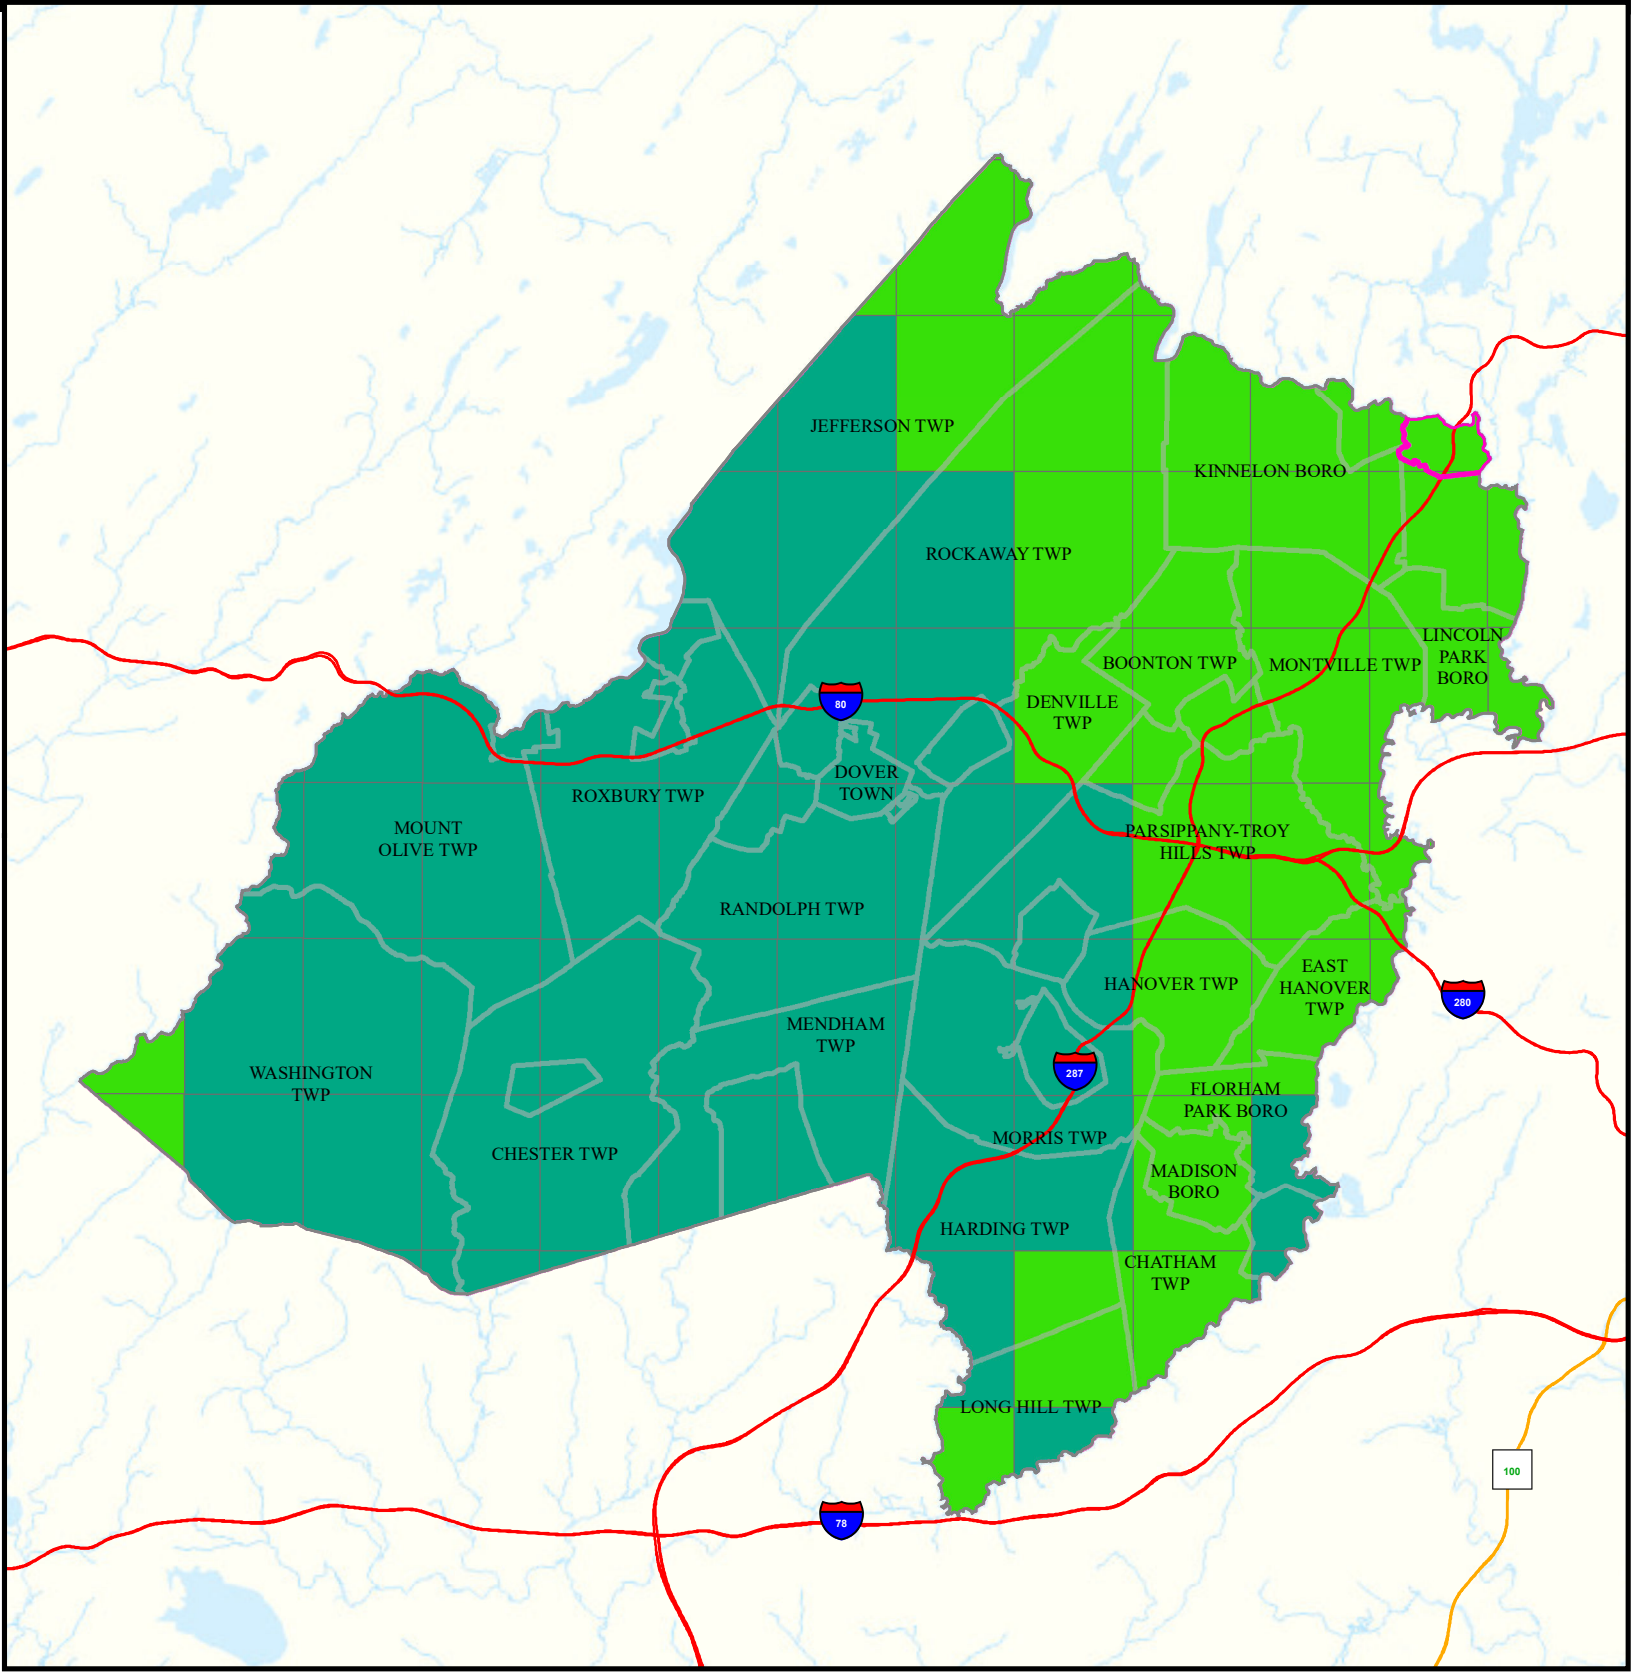 JEFFERSON TWP
KINNELON BORO
ROCKAWAY TWP
LINCOLN
PARK
BORO
BOONTON TWP
MONTVILLE TWP
DENVILLE
TWP
80
DOVER
TOWN
ROXBURY TWP
MOUNT
OLIVE TWP
PARSIPPANY-TROY
HILLS TWP
RANDOLPH TWP
EAST
HANOVER
TWP
HANOVER TWP
280
MENDHAM
TWP
WASHINGTON
TWP
287
FLORHAM
PARK BORO
MORRIS TWP
CHESTER TWP
MADISON
BORO
HARDING TWP
CHATHAM
TWP
LONG HILL TWP
100
78